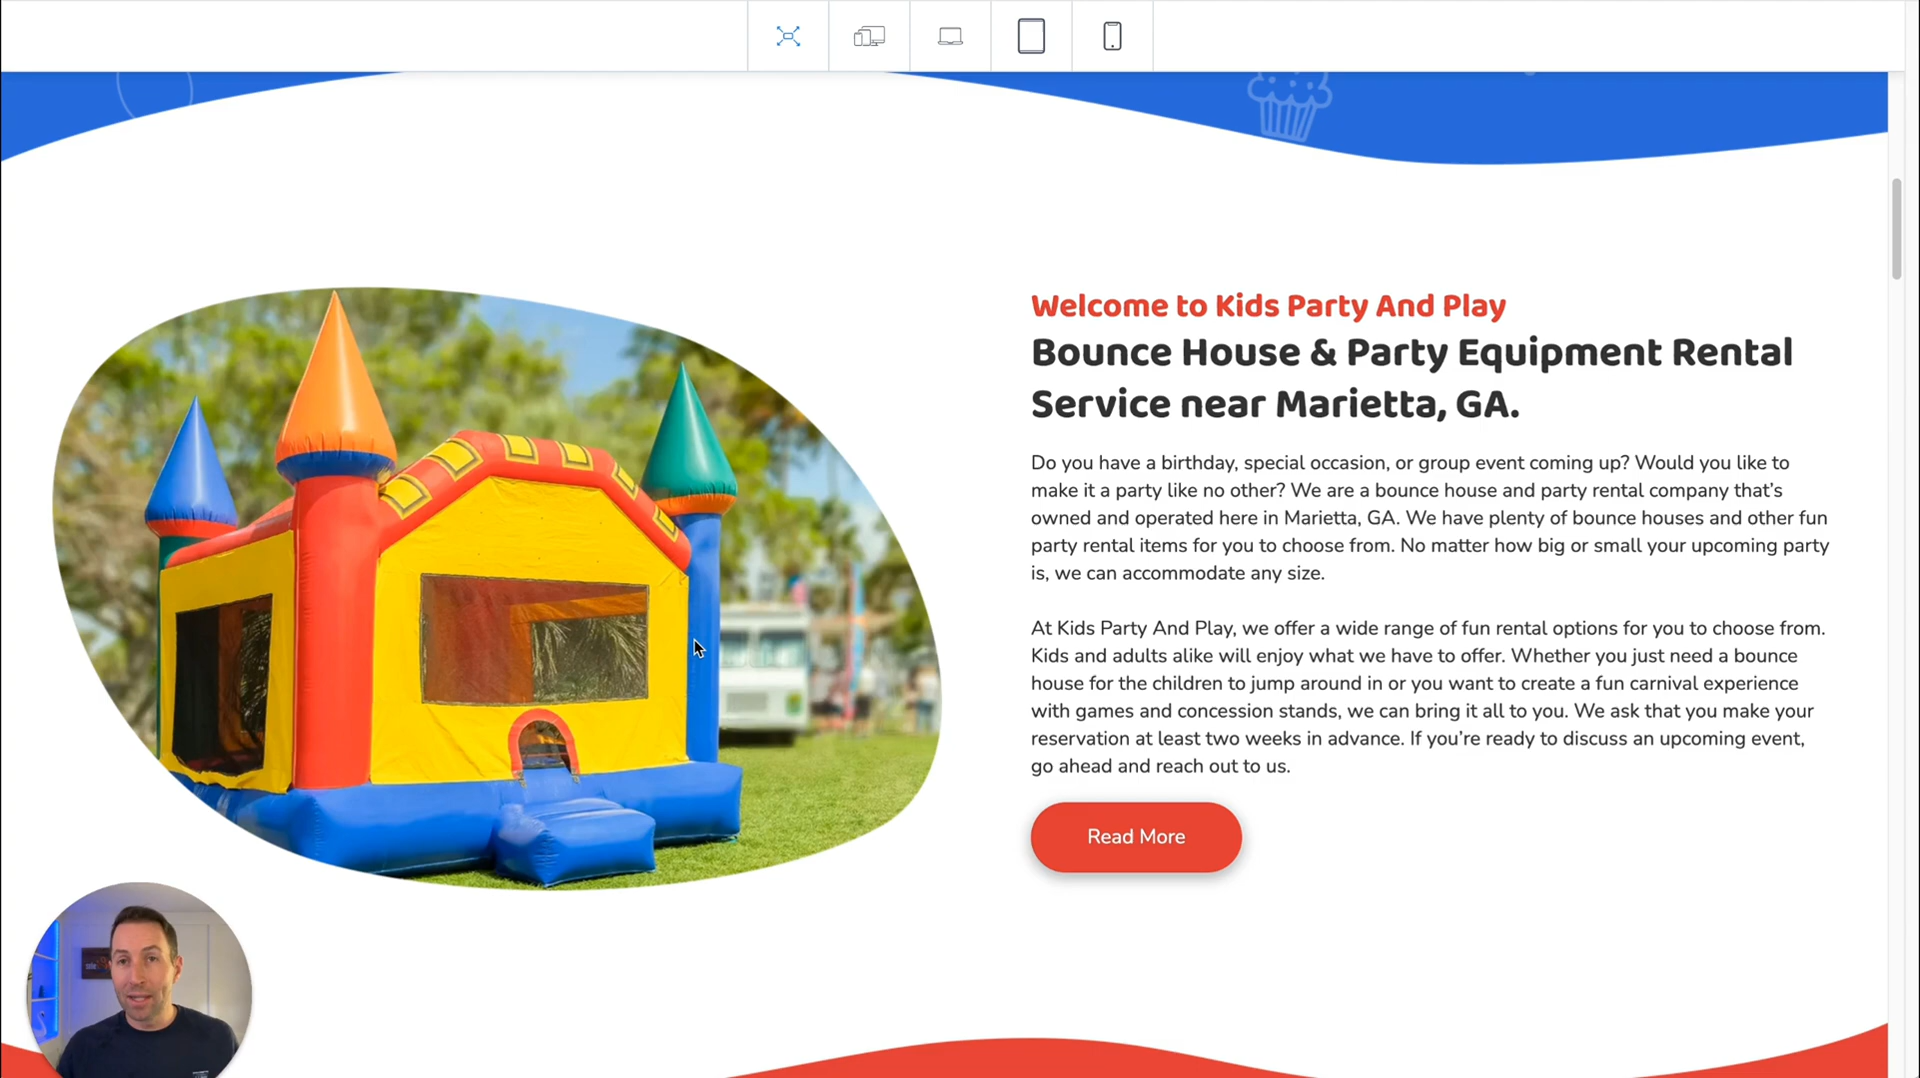 Welcome to Kids Party And Play
Bounce House & Party Equipment Rental
Service near Marietta, GA.
Do you have a birthday, special occasion, or group event coming up? Would you like to
make it a party like no other? We are a bounce house and party rental company that's
owned and operated here in Marietta, GA. We have plenty of bounce houses and other fun
party rental items for you to choose from. No matter how big or small your upcoming party
is, we can accommodate any size.
At Kids Party And Play, we offer a wide range of fun rental options for you to choose from.
Kids and adults alike will enjoy what we have to offer. Whether you just need a bounce
house for the children to jump around in or you want to create a fun carnival experience
with games and concession stands, we can bring it all to you. We ask that you make your
reservation at least two weeks in advance. If you're ready to discuss an upcoming event,
go ahead and reach out to us.
Read More